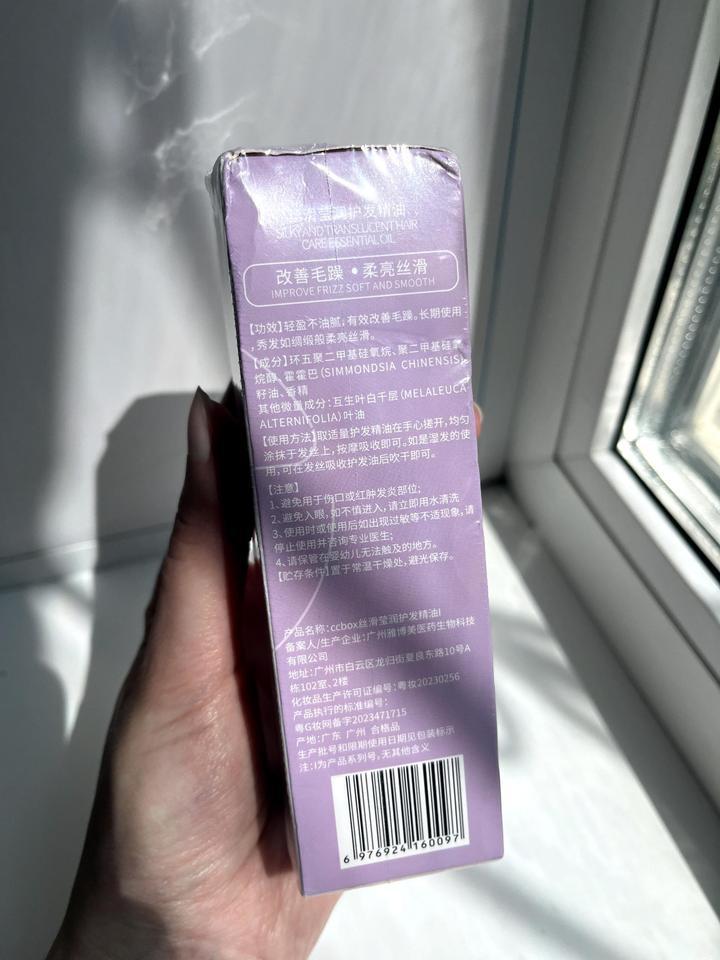 丝滑莹润护发精油
SILKY AND TRANSLUCENT HAIR
CARE ESSENTIAL OIL
改善毛躁•柔亮丝滑
IMPROVE FRIZZ SOFT AND SMOOTH
【功效】轻盈不油腻,有效改善毛躁。长期使用
,秀发如绸缎般柔亮丝滑。
【成分】环五聚二甲基硅氧烷、聚二甲基硅氧
烷醇、霍霍巴(SIMMONDSIA CHINENSIS)
籽油、香精
其他微量成分:互生叶白千层(MELALEUCA
ALTERNIFOLIA)叶油
【使用方法】取适量护发精油在手心搓开,均匀
涂抹于发丝上,按摩吸收即可。如是湿发的使
用,可在发丝吸收护发油后吹干即可。
【注意】
1、避免用于伤口或红肿发炎部位;
2、避免入眼,如不慎进入,请立即用水清洗
3、使用时或使用后如出现过敏等不适现象,请
停止使用并咨询专业医生;
4、请保管在婴幼儿无法触及的地方。
【贮存条件】置于常温干燥处,避光保存。
产品名称:ccbox丝滑莹润护发精油I
备案人/生产企业:广州雅博美医药生物科技
有限公司
地址:广州市白云区龙归街夏良东路10号A
栋102室、2楼
化妆品生产许可证编号:粤妆20230256
产品执行的标准编号:
粤G妆网备字2023471715
产地:广东 广州 合格品
生产批号和限期使用日期见包装标示
注:I为产品系列号,无其他含义
6 976924 160097